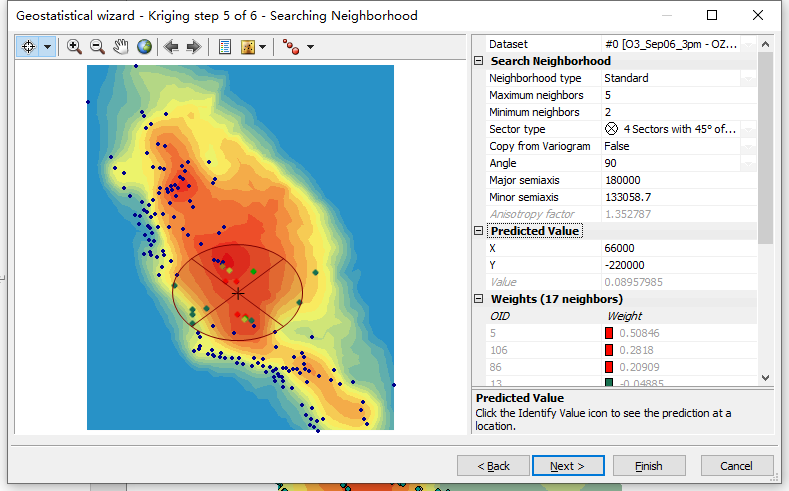 Geostatistical wizard - Kriging step 5 of 6 - Searching Neighborhood
Dataset #0 [O3_Sep06_3pm - OZ...
Search Neighborhood
Neighborhood type Standard
Maximum neighbors 5
Minimum neighbors 2
Sector type 4 Sectors with 45° of...
Copy from Variogram False
Angle 90
Major semiaxis 180000
Minor semiaxis 133058.7
Anisotropy factor 1.352787
Predicted Value
X 66000
Y -220000
Value 0.08957985
Weights (17 neighbors)
OID Weight
5 0.50846
106 0.2818
86 0.20909
13 -0.04885
Predicted Value
Click the Identify Value icon to see the prediction at a
location.
< Back Next > Finish Cancel